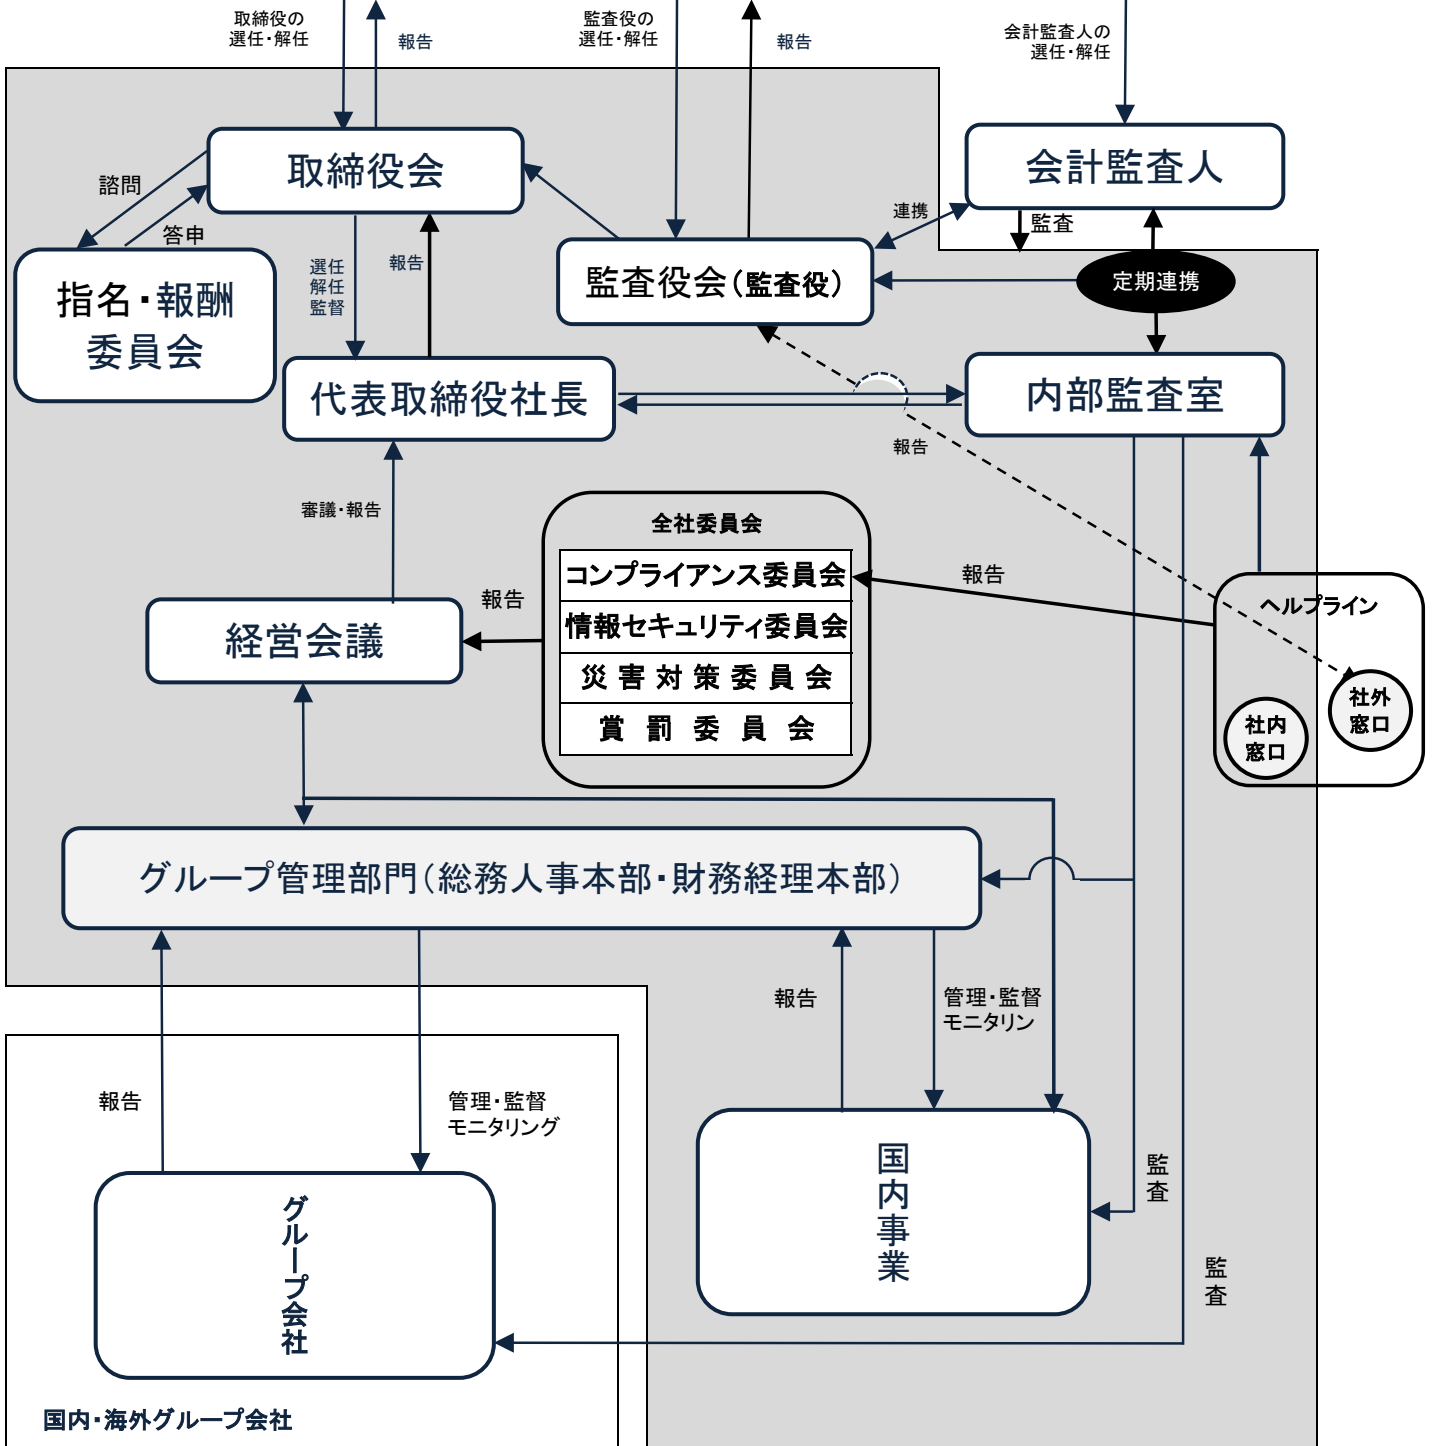 取締役の
選任・解任
報告
監査役の
選任・解任
報告
会計監査人の
選任・解任
取締役会
会計監査人
諮問
答申
連携
監査
指名・報酬
委員会
選任
解任
監督
報告
監査役会（監査役）
定期連携
代表取締役社長
内部監査室
報告
審議・報告
全社委員会
コンプライアンス委員会
情報セキュリティ委員会
災害対策委員会
賞罰委員会
報告
報告
ヘルプライン
社内
窓口
社外
窓口
経営会議
グループ管理部門（総務人事本部・財務経理本部）
報告
管理・監督
モニタリン
報告
管理・監督
モニタリング
国内事業
監査
監査
グループ会社
国内・海外グループ会社